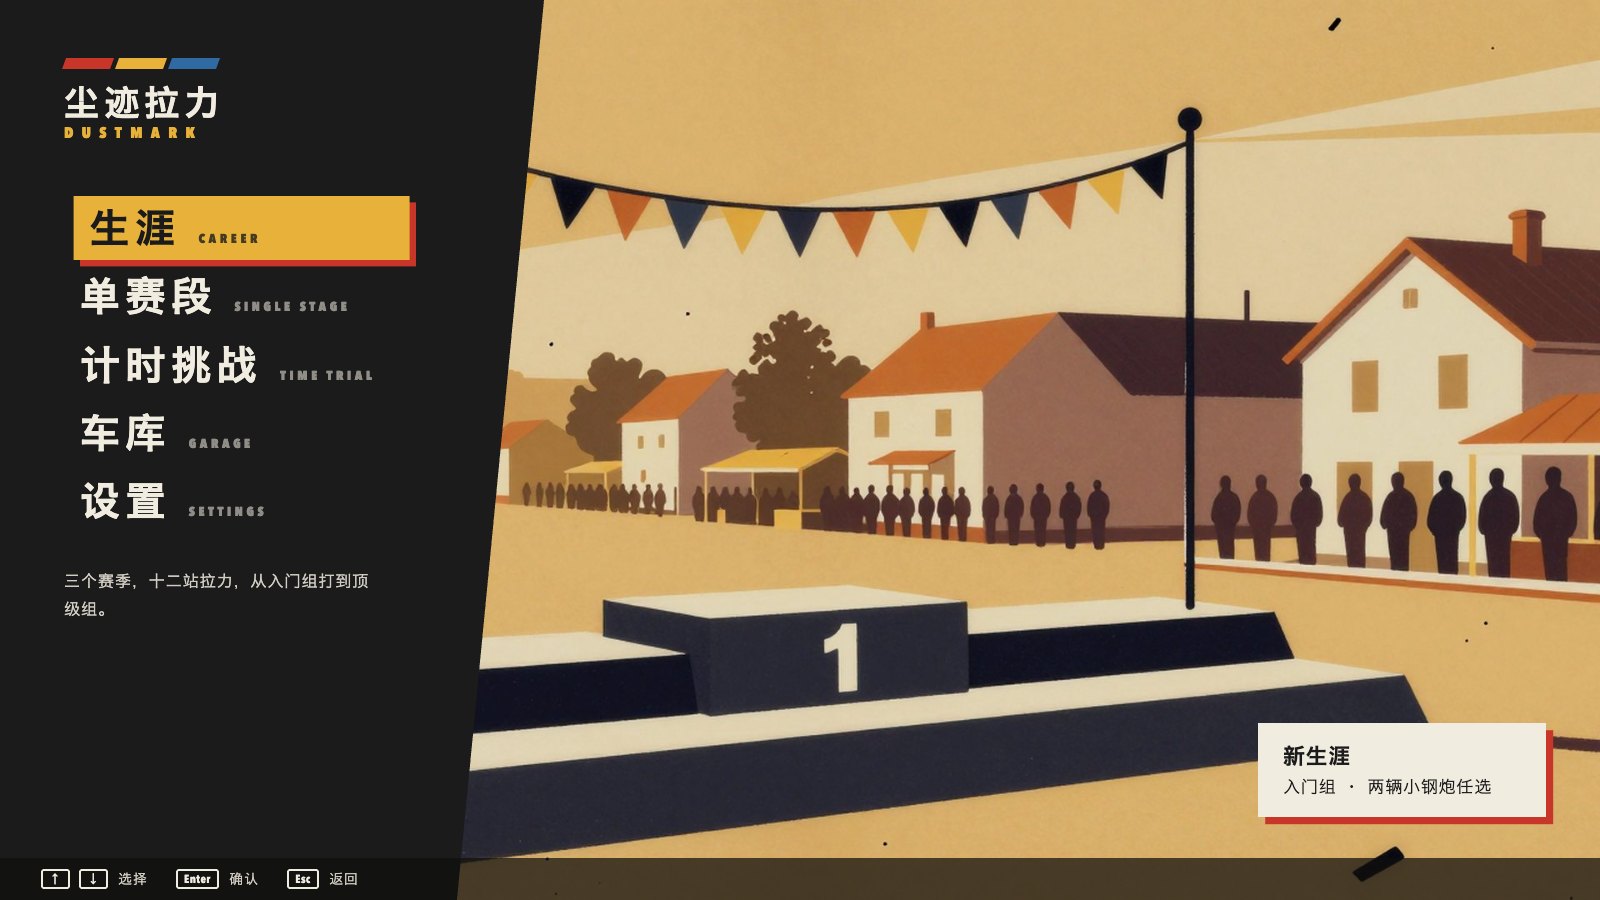 尘迹拉力
DUSTMARK
生涯 CAREER
单赛段 SINGLE STAGE
计时挑战 TIME TRIAL
车库 GARAGE
设置 SETTINGS
三个赛季，十二站拉力，从入门组打到顶
级组。
1
新生涯
入门组 · 两辆小钢炮任选
↑ ↓ 选择 Enter 确认 Esc 返回